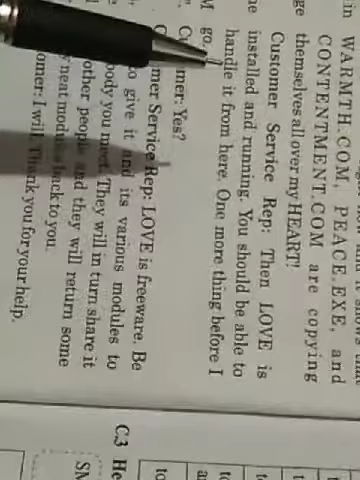 in WARMTH.COM, PEACE.EXE, and
CONTENTMENT.COM are copying
themselves all over my HEART!
Customer Service Rep: Then LOVE is
installed and running. You should be able to
handle it from here. One more thing before I
go.
mer: Yes?
mer Service Rep: LOVE is freeware. Be
to give it and its various modules to
body you meet. They will in turn share it
other people and they will return some
neat modules back to you.
omer: I will. Thank you for your help.
C.3 He